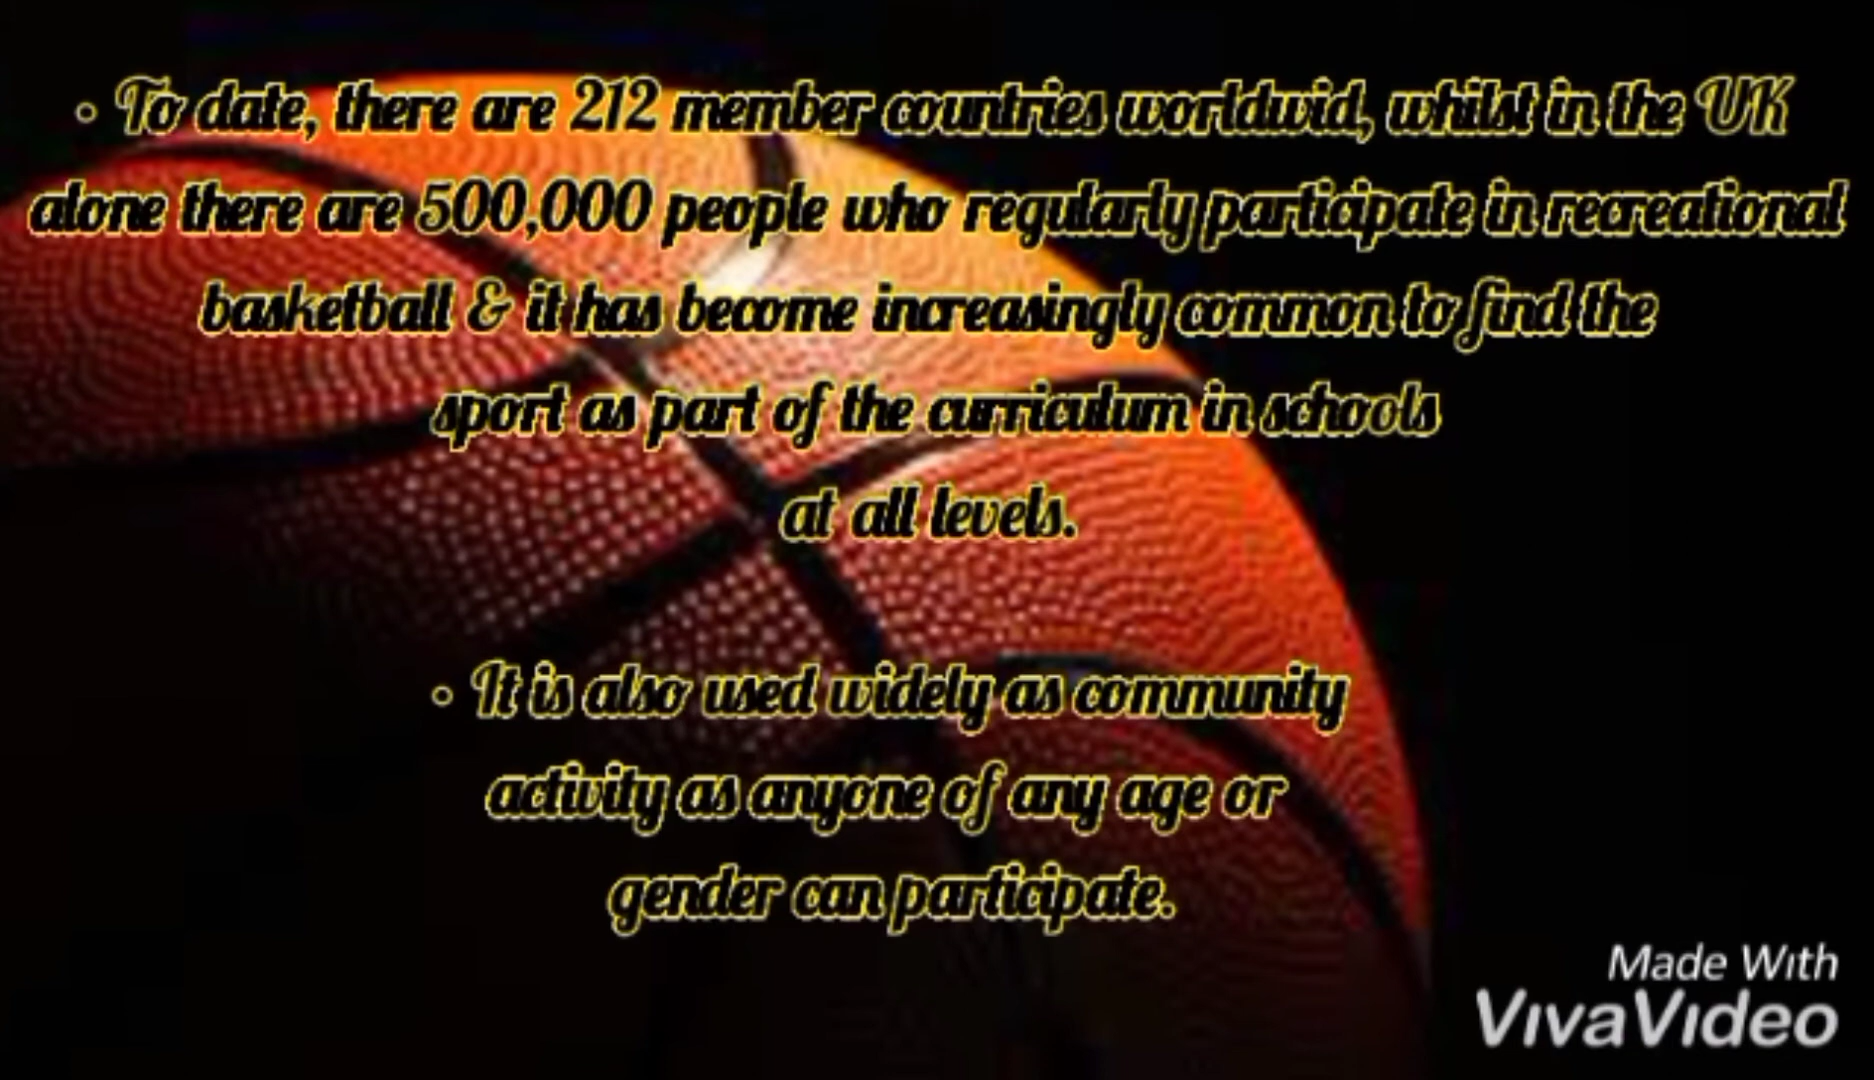 ◦ To date, there are 212 member countries worldwid, whilst in the UK
alone there are 500,000 people who regularly participate in recreational
basketball & it has become increasingly common to find the
sport as part of the curriculum in schools
at all levels.
◦ It is also used widely as community
activity as anyone of any age or
gender can participate.
Made With
VivaVideo